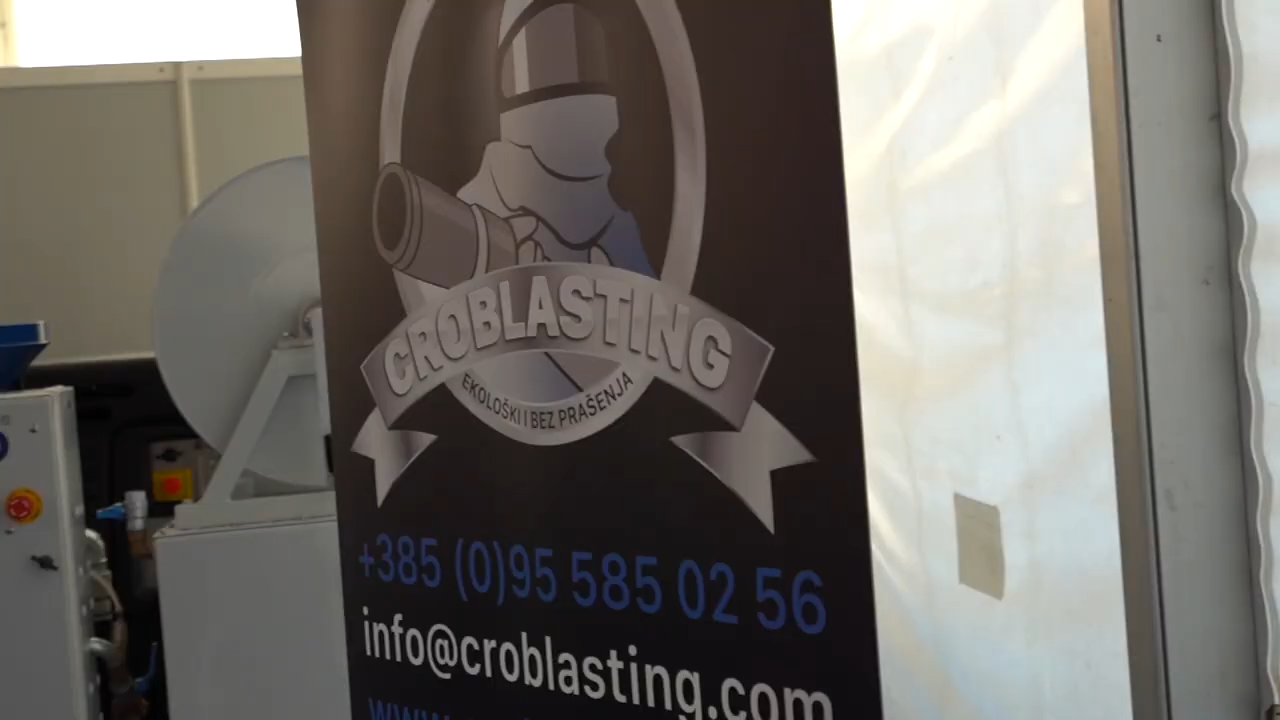 CROBLASTING
EKOLOŠKI I BEZ PRAŠENJA
+385 (0)95 585 02 56
info@croblasting.com